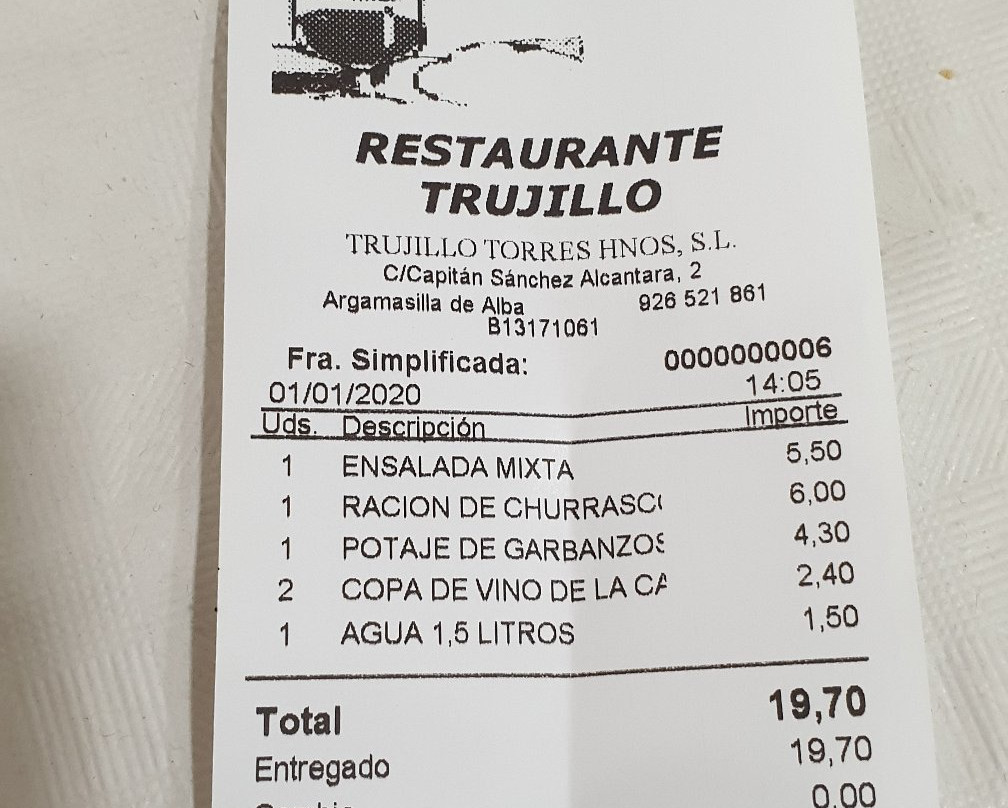 RESTAURANTE
TRUJILLO
TRUJILLO TORRES HNOS, S.L.
C/Capitán Sánchez Alcantara, 2
Argamasilla de Alba 926 521 861
B13171061
Fra. Simplificada: 0000000006
01/01/2020 14:05
Uds. Descripción Importe
1 ENSALADA MIXTA 5,50
1 RACION DE CHURRASCO 6,00
1 POTAJE DE GARBANZOS 4,30
2 COPA DE VINO DE LA CA 2,40
1 AGUA 1,5 LITROS 1,50
Total 19,70
Entregado 19,70
0,00